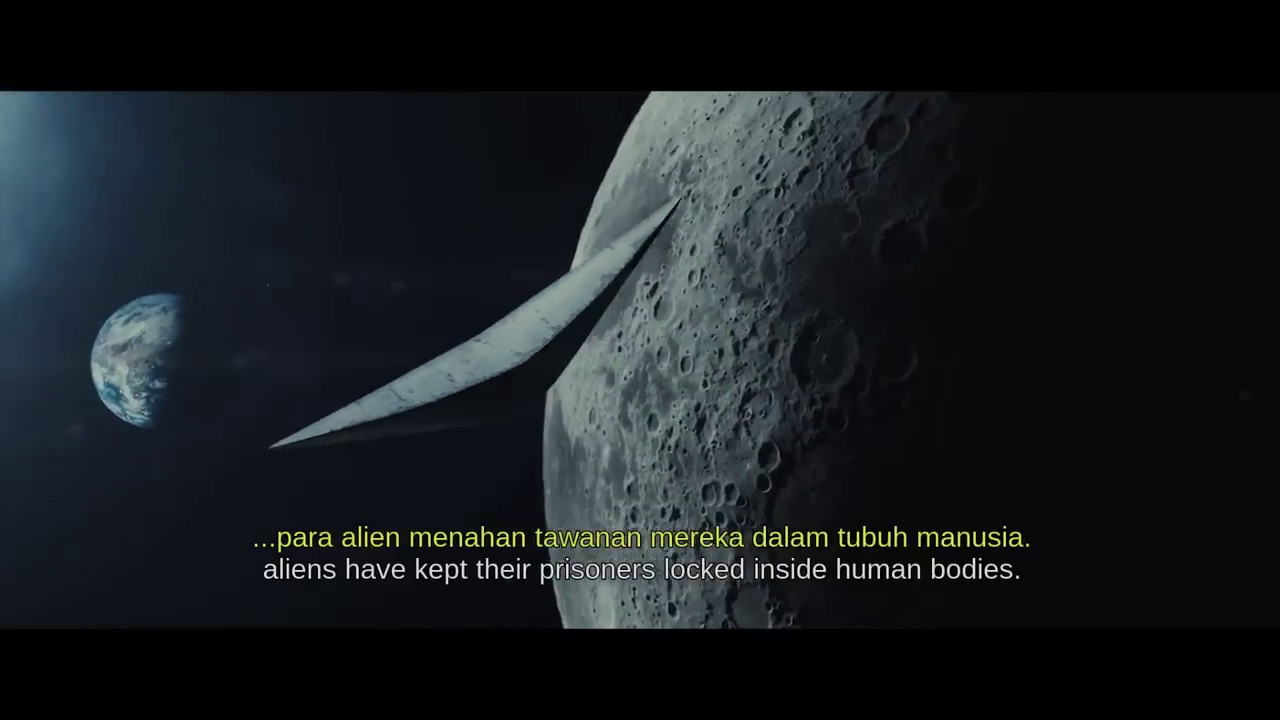 ...para alien menahan tawanan mereka dalam tubuh manusia.
aliens have kept their prisoners locked inside human bodies.